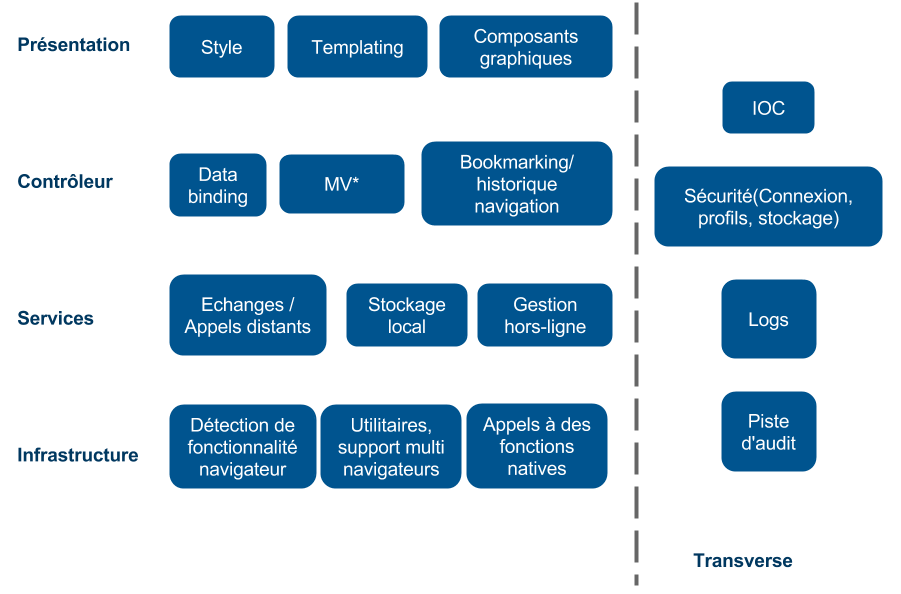 Présentation
Style
Templating
Composants
graphiques
Contrôleur
Data
binding
MV*
Bookmarking/
historique
navigation
Services
Echanges /
Appels distants
Stockage
local
Gestion
hors-ligne
Infrastructure
Détection de
fonctionnalité
navigateur
Utilitaires,
support multi
navigateurs
Appels à des
fonctions
natives
IOC
Sécurité(Connexion,
profils, stockage)
Logs
Piste
d'audit
Transverse